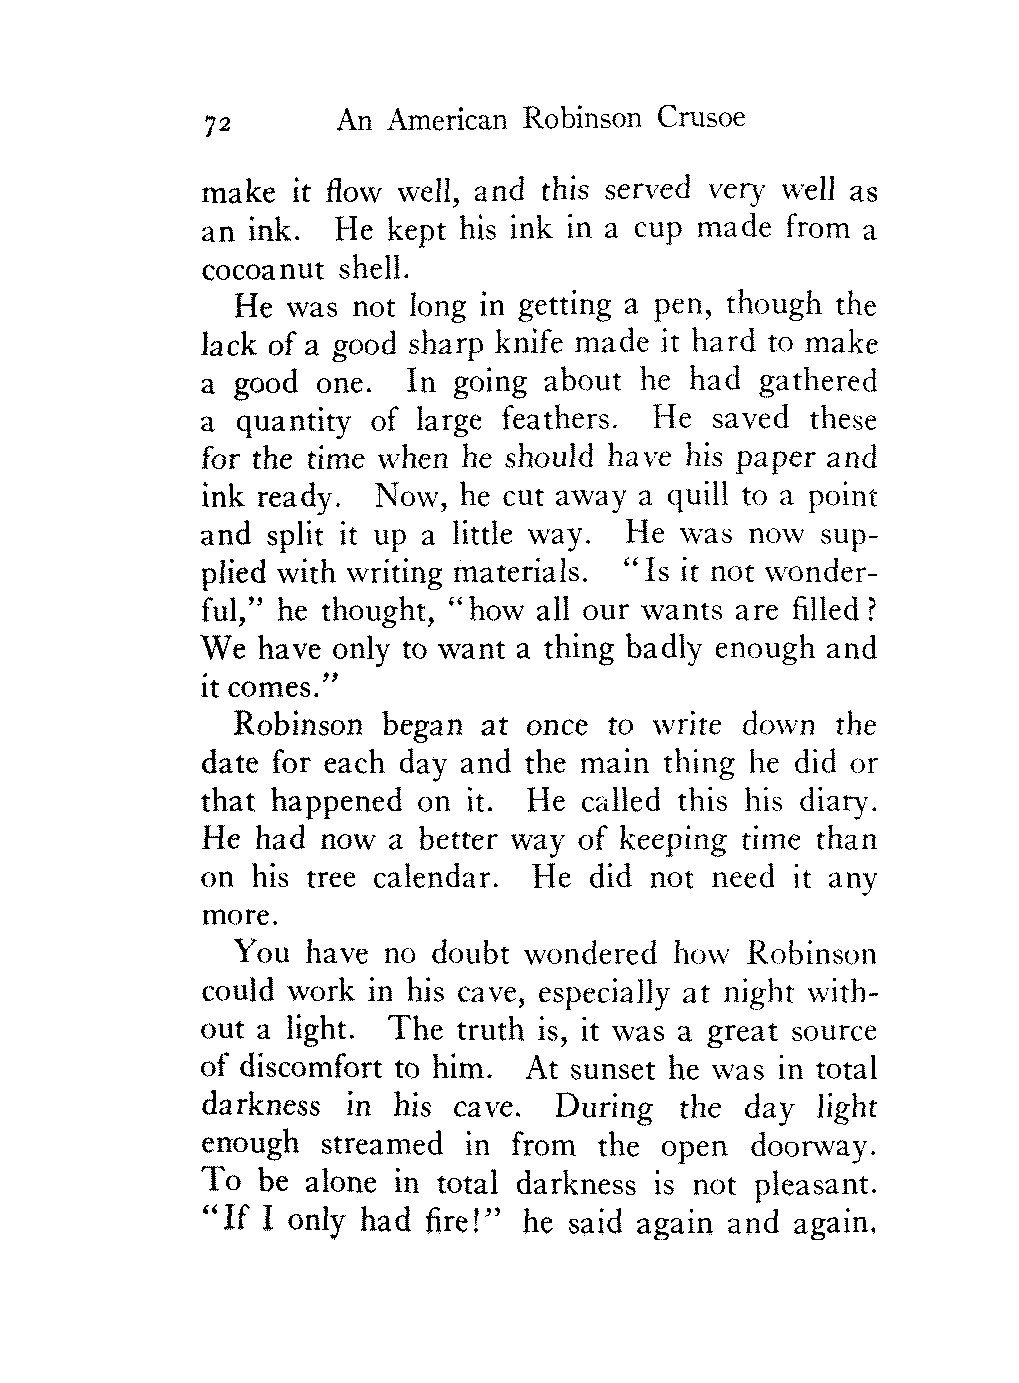 72 An American Robinson Crusoe
make it flow well, and this served very well as
an ink. He kept his ink in a cup made from a
cocoanut shell.
He was not long in getting a pen, though the
lack of a good sharp knife made it hard to make
a good one. In going about he had gathered
a quantity of large feathers. He saved these
for the time when he should have his paper and
ink ready. Now, he cut away a quill to a point
and split it up a little way. He was now sup-
plied with writing materials. "Is it not wonder-
ful," he thought, "how all our wants are filled?
We have only to want a thing badly enough and
it comes."
Robinson began at once to write down the
date for each day and the main thing he did or
that happened on it. He called this his diary.
He had now a better way of keeping time than
on his tree calendar. He did not need it any
more.
You have no doubt wondered how Robinson
could work in his cave, especially at night with-
out a light. The truth is, it was a great source
of discomfort to him. At sunset he was in total
darkness in his cave. During the day light
enough streamed in from the open doorway.
To be alone in total darkness is not pleasant.
"If I only had fire!" he said again and again.